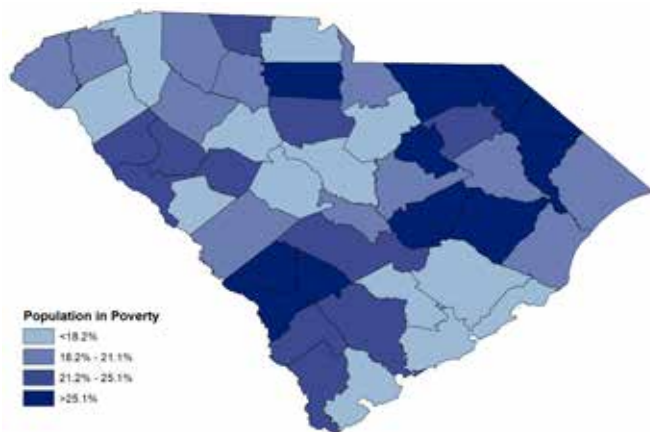 Population in Poverty
<18.2%
18.2% - 21.1%
21.2% - 25.1%
>25.1%